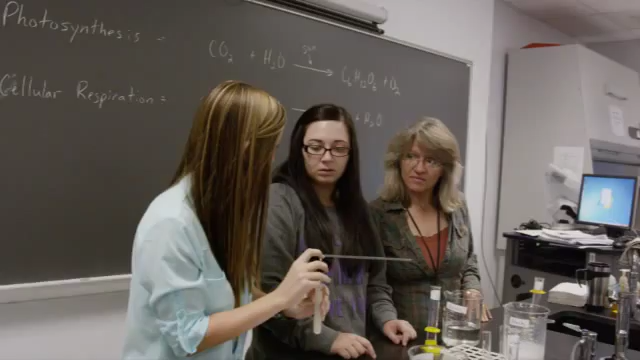 Photosynthesis - CO2 + H2O → C6H12O6 + O2
Cellular Respiration = + H2O